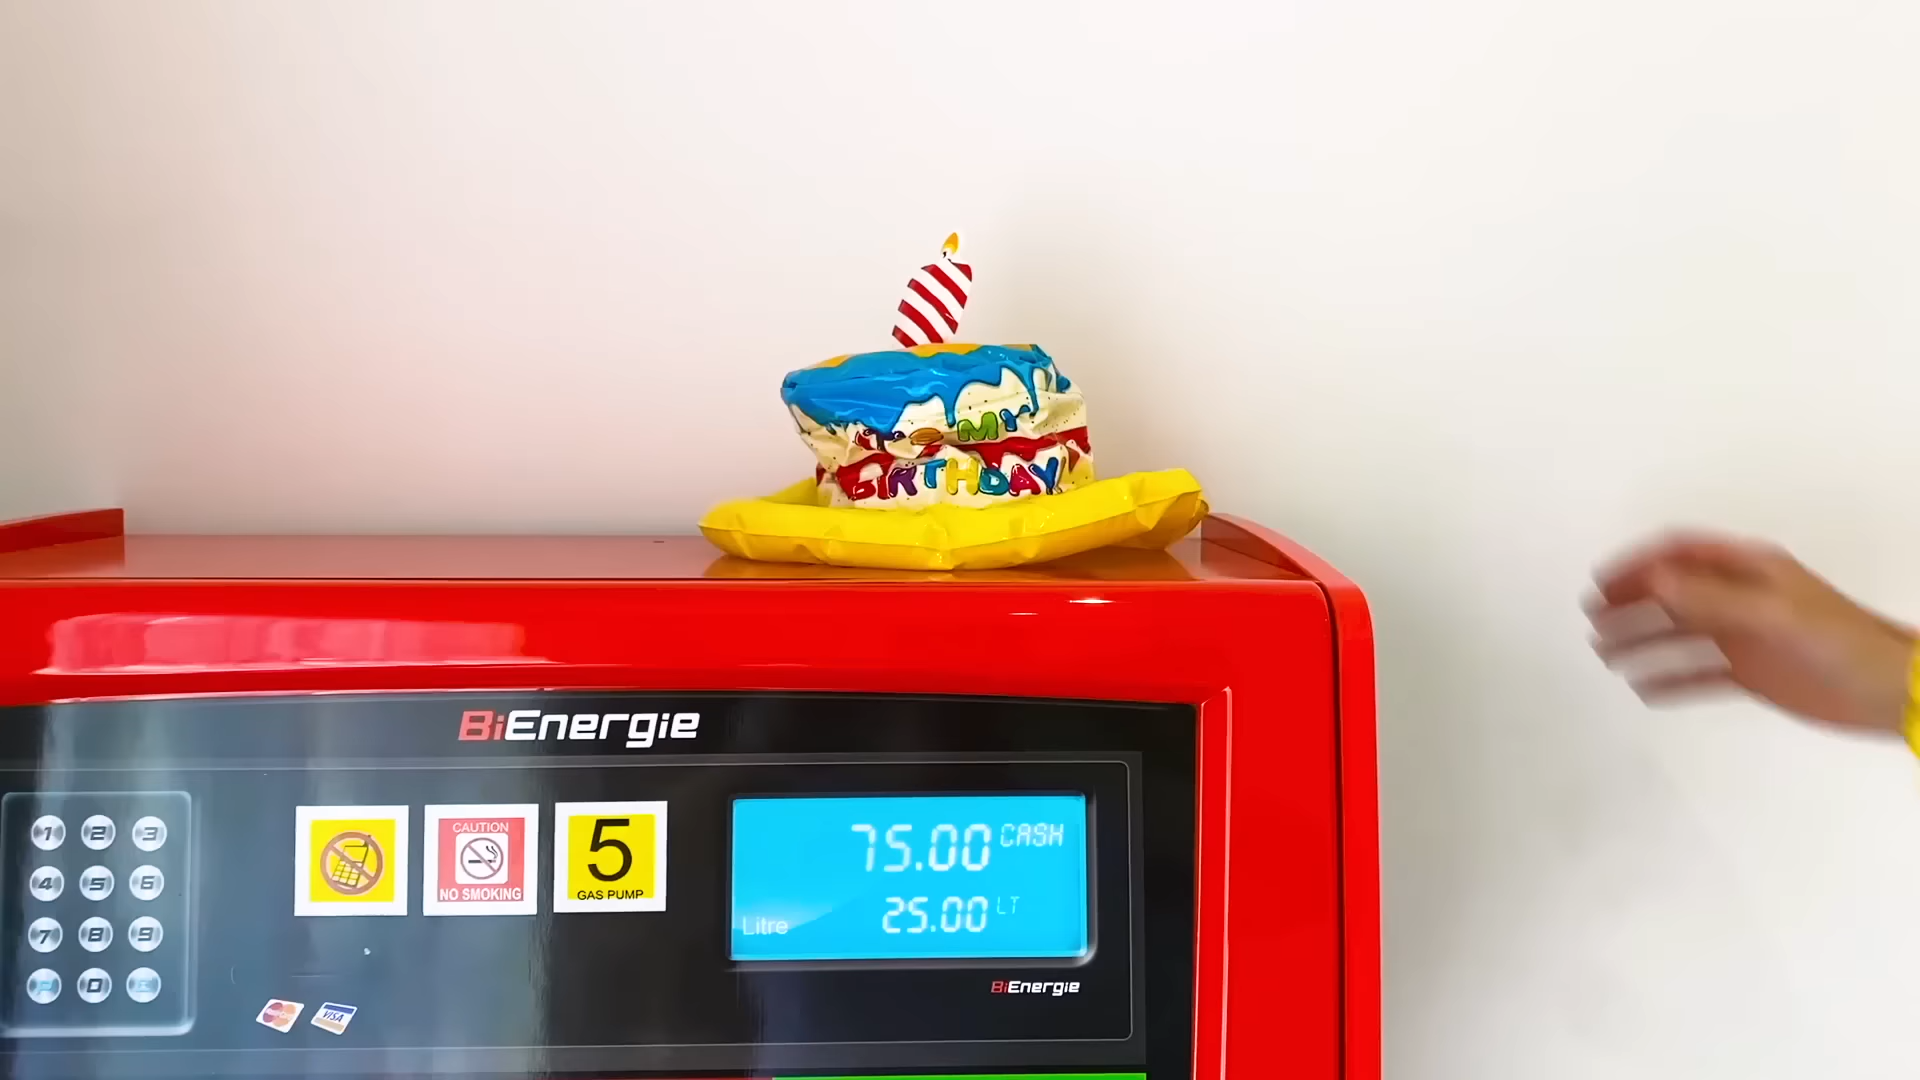 MY
BIRTHDAY
BiEnergie
1 2 3
4 5 6
7 8 9
0
CAUTION
NO SMOKING
5
GAS PUMP
75.00 CASH
25.00 LT
Litre
BiEnergie
VISA